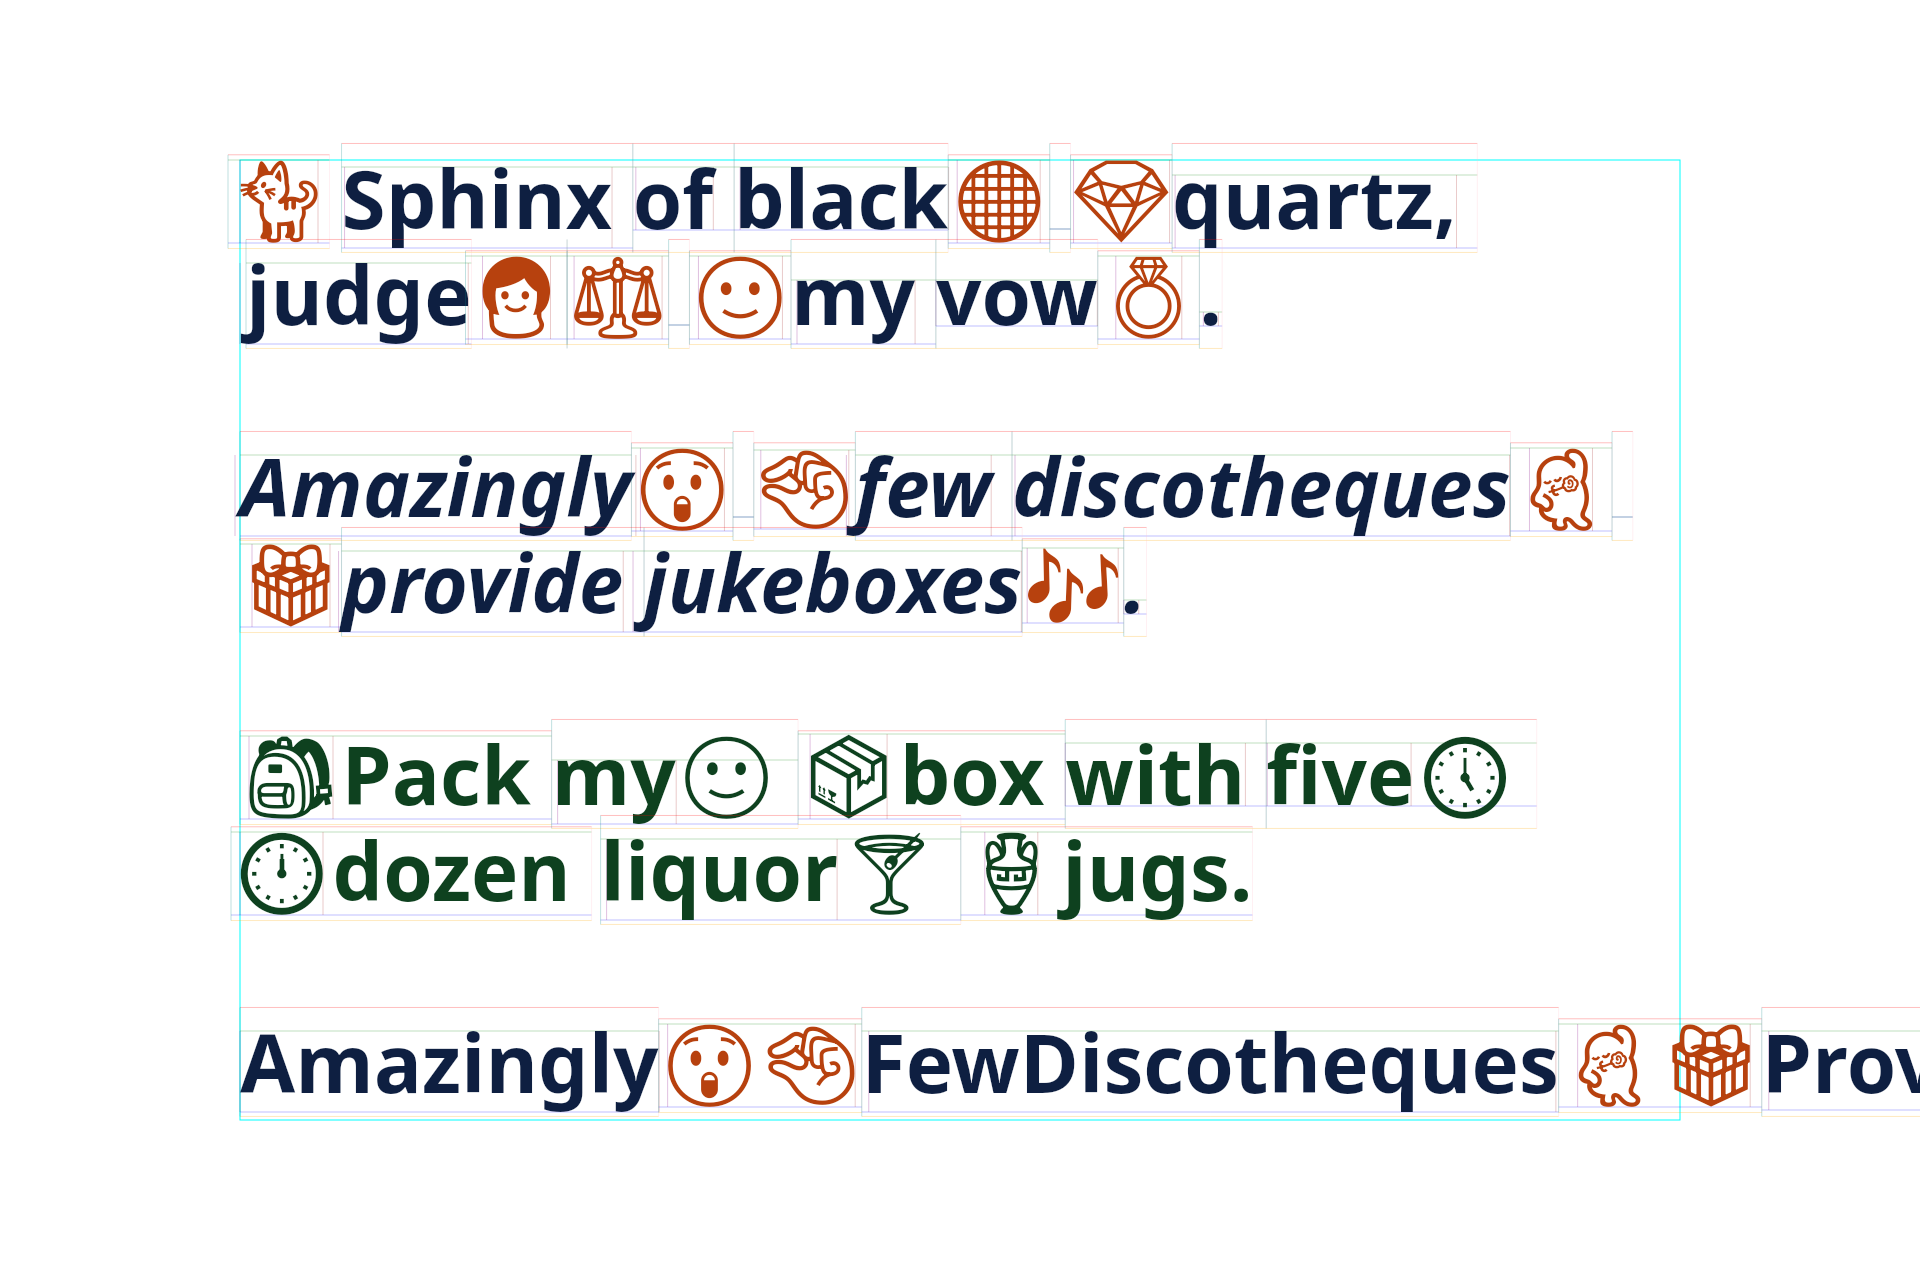 🐈Sphinx of black🌐 💎quartz,
judge👩⚖ 🙂my vow💍.
Amazingly😲 🤏few discotheques🪩 
🎁provide jukeboxes🎶.
🎒Pack my🙂 📦box with five🕔
🕛dozen liquor🍸 🏺jugs.
Amazingly😲🤏FewDiscotheques🎁Prov